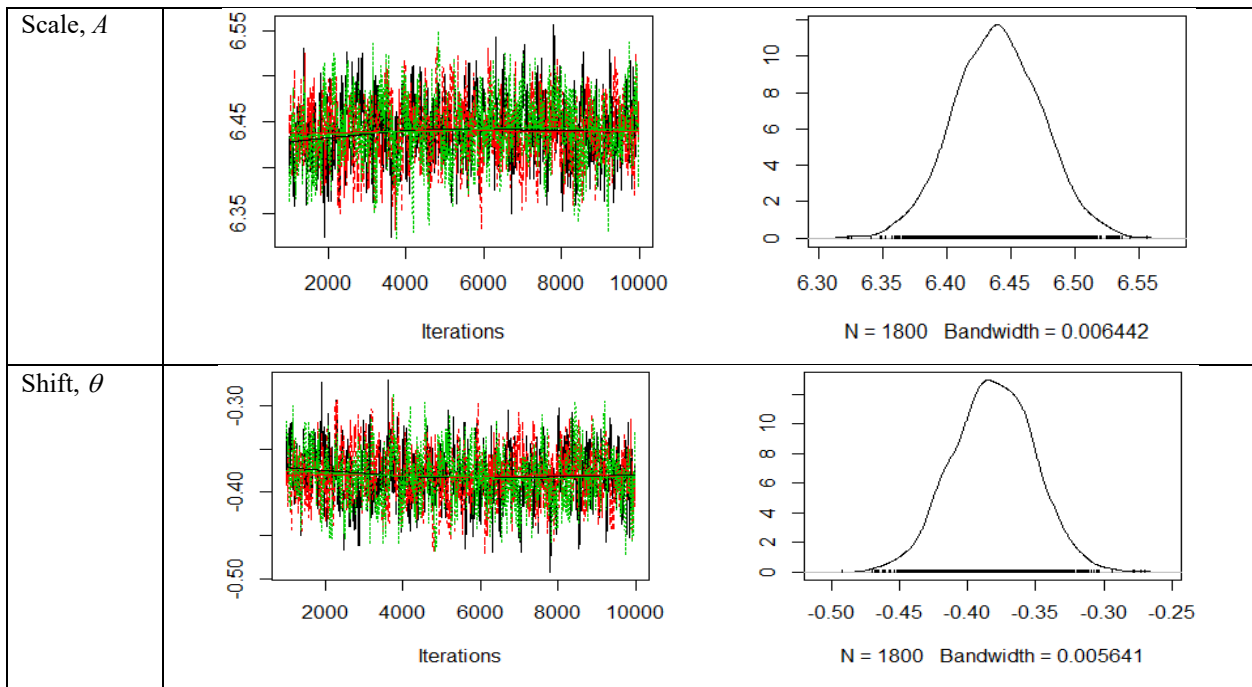 Scale, A
6.55
6.45
6.35
2000 4000 6000 8000 10000
Iterations
10
8
6
4
2
0
6.30 6.35 6.40 6.45 6.50 6.55
N = 1800 Bandwidth = 0.006442
Shift, θ
-0.30
-0.40
-0.50
2000 4000 6000 8000 10000
Iterations
10
8
6
4
2
0
-0.50 -0.45 -0.40 -0.35 -0.30 -0.25
N = 1800 Bandwidth = 0.005641